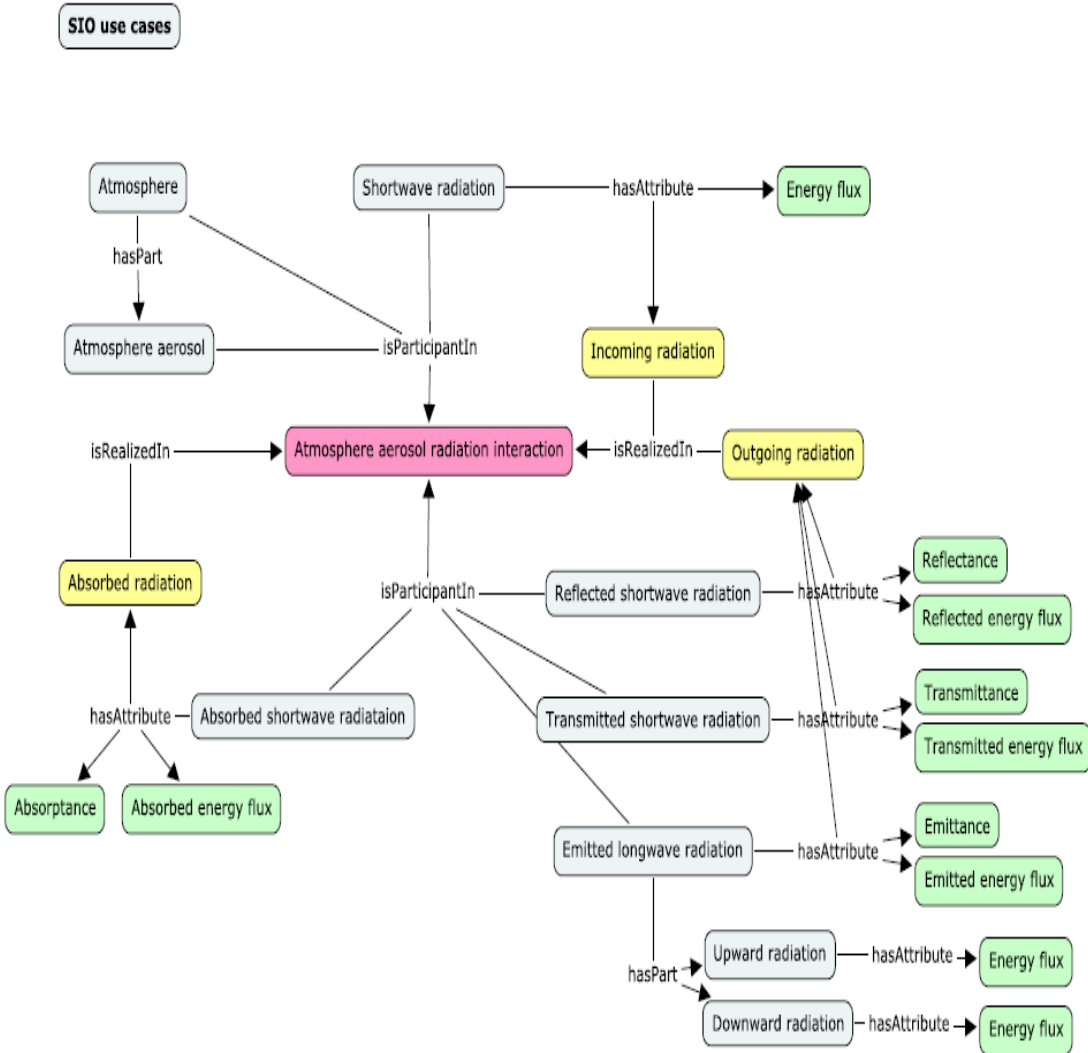 SIO use cases
Atmosphere
Shortwave radiation
hasAttribute
Energy flux
hasPart
Atmosphere aerosol
isParticipantIn
Incoming radiation
isRealizedIn
Atmosphere aerosol radiation interaction
isRealizedIn
Outgoing radiation
Absorbed radiation
isParticipantIn
Reflected shortwave radiation
hasAttribute
Reflectance
Reflected energy flux
hasAttribute
Absorbed shortwave radiataion
Transmitted shortwave radiation
hasAttribute
Transmittance
Transmitted energy flux
Absorptance
Absorbed energy flux
Emitted longwave radiation
hasAttribute
Emittance
Emitted energy flux
hasPart
Upward radiation
hasAttribute
Energy flux
Downward radiation
hasAttribute
Energy flux